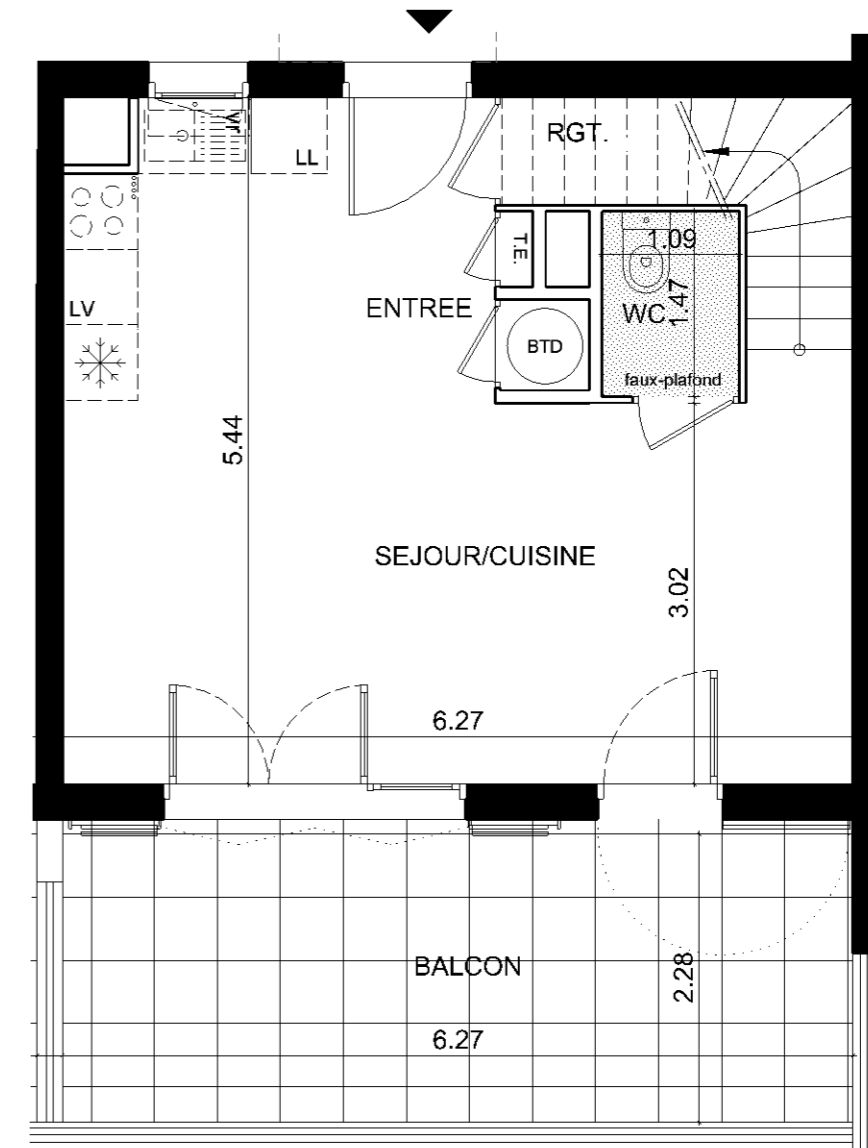 RGT.
VF
LL
T.E.
1.09
1.47
WC
LV
ENTREE
BTD
faux-plafond
5.44
SEJOUR/CUISINE
3.02
6.27
BALCON
2.28
6.27